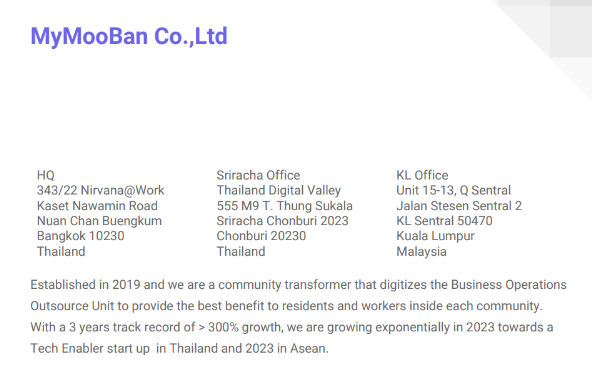 MyMooBan Co.,Ltd
HQ
343/22 Nirvana@Work
Kaset Nawamin Road
Nuan Chan Buengkum
Bangkok 10230
Thailand
Sriracha Office
Thailand Digital Valley
555 M9 T. Thung Sukala
Sriracha Chonburi 2023
Chonburi 20230
Thailand
KL Office
Unit 15-13, Q Sentral
Jalan Stesen Sentral 2
KL Sentral 50470
Kuala Lumpur
Malaysia
Established in 2019 and we are a community transformer that digitizes the Business Operations
Outsource Unit to provide the best benefit to residents and workers inside each community.
With a 3 years track record of > 300% growth, we are growing exponentially in 2023 towards a
Tech Enabler start up  in Thailand and 2023 in Asean.